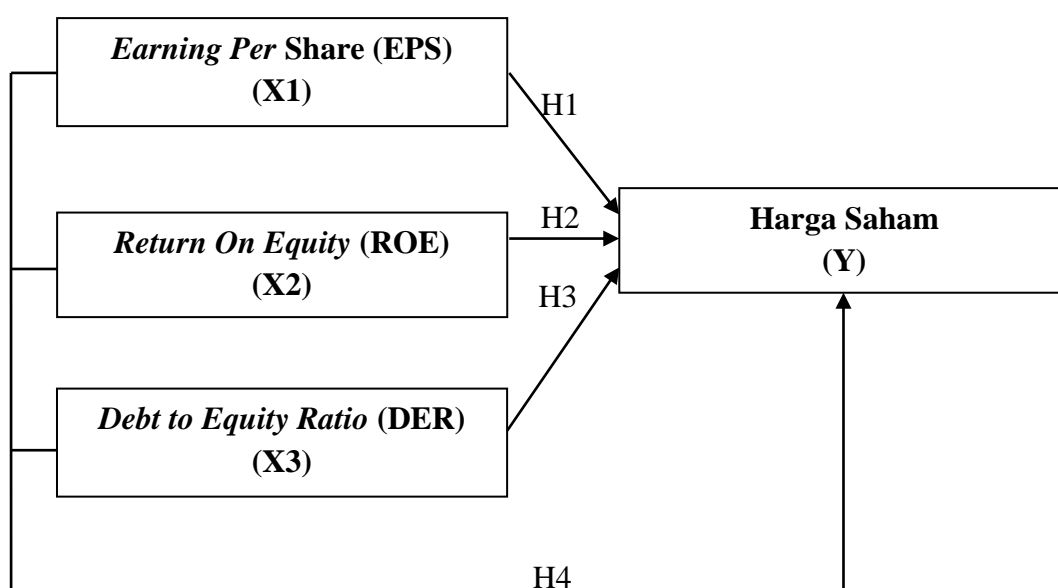 Earning Per Share (EPS)
(X1)
H1
Harga Saham
(Y)
Return On Equity (ROE)
(X2)
H2
H3
Debt to Equity Ratio (DER)
(X3)
H4